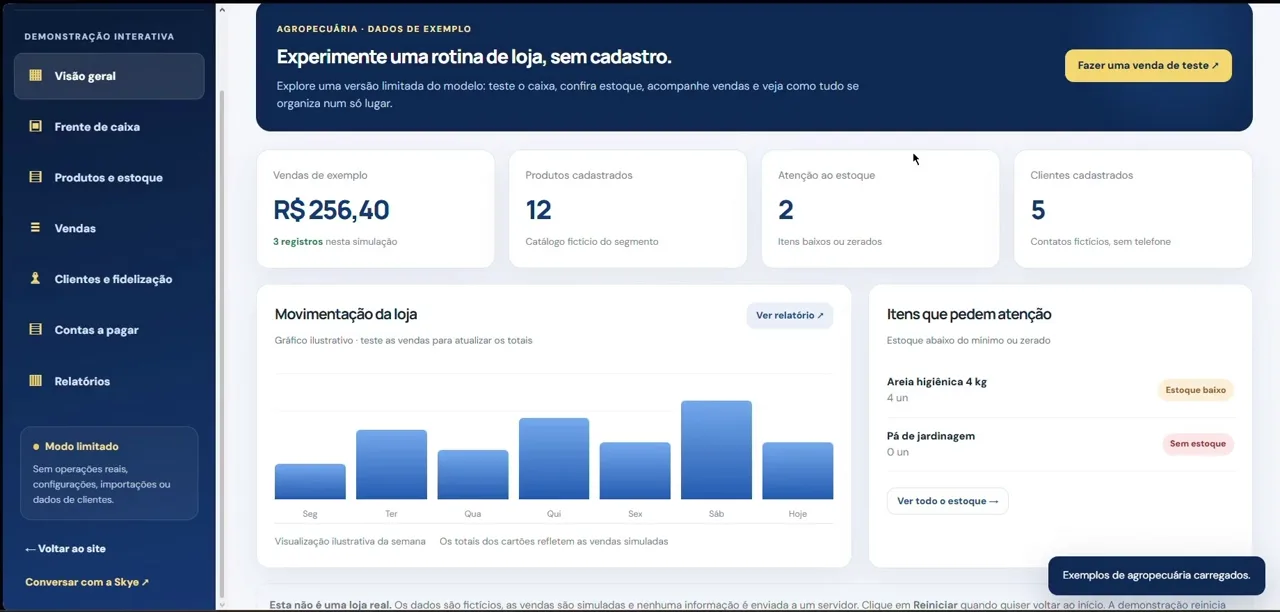 DEMONSTRAÇÃO INTERATIVA
Visão geral
Frente de caixa
Produtos e estoque
Vendas
Clientes e fidelização
Contas a pagar
Relatórios
Modo limitado
Sem operações reais,
configurações, importações ou
dados de clientes.
← Voltar ao site
Conversar com a Skye ↗
AGROPECUÁRIA · DADOS DE EXEMPLO
Experimente uma rotina de loja, sem cadastro.
Explore uma versão limitada do modelo: teste o caixa, confira estoque, acompanhe vendas e veja como tudo se
organiza num só lugar.
Fazer uma venda de teste ↗
Vendas de exemplo
R$ 256,40
3 registros nesta simulação
Produtos cadastrados
12
Catálogo fictício do segmento
Atenção ao estoque
2
Itens baixos ou zerados
Clientes cadastrados
5
Contatos fictícios, sem telefone
Movimentação da loja
Ver relatório ↗
Gráfico ilustrativo · teste as vendas para atualizar os totais
Seg Ter Qua Qui Sex Sáb Hoje
Visualização ilustrativa da semana Os totais dos cartões refletem as vendas simuladas
Itens que pedem atenção
Estoque abaixo do mínimo ou zerado
Areia higiênica 4 kg
4 un
Estoque baixo
Pá de jardinagem
0 un
Sem estoque
Ver todo o estoque →
Exemplos de agropecuária carregados.
Esta não é uma loja real. Os dados são fictícios, as vendas são simuladas e nenhuma informação é enviada a um servidor. Clique em Reiniciar quando quiser voltar ao início. A demonstração reinicia